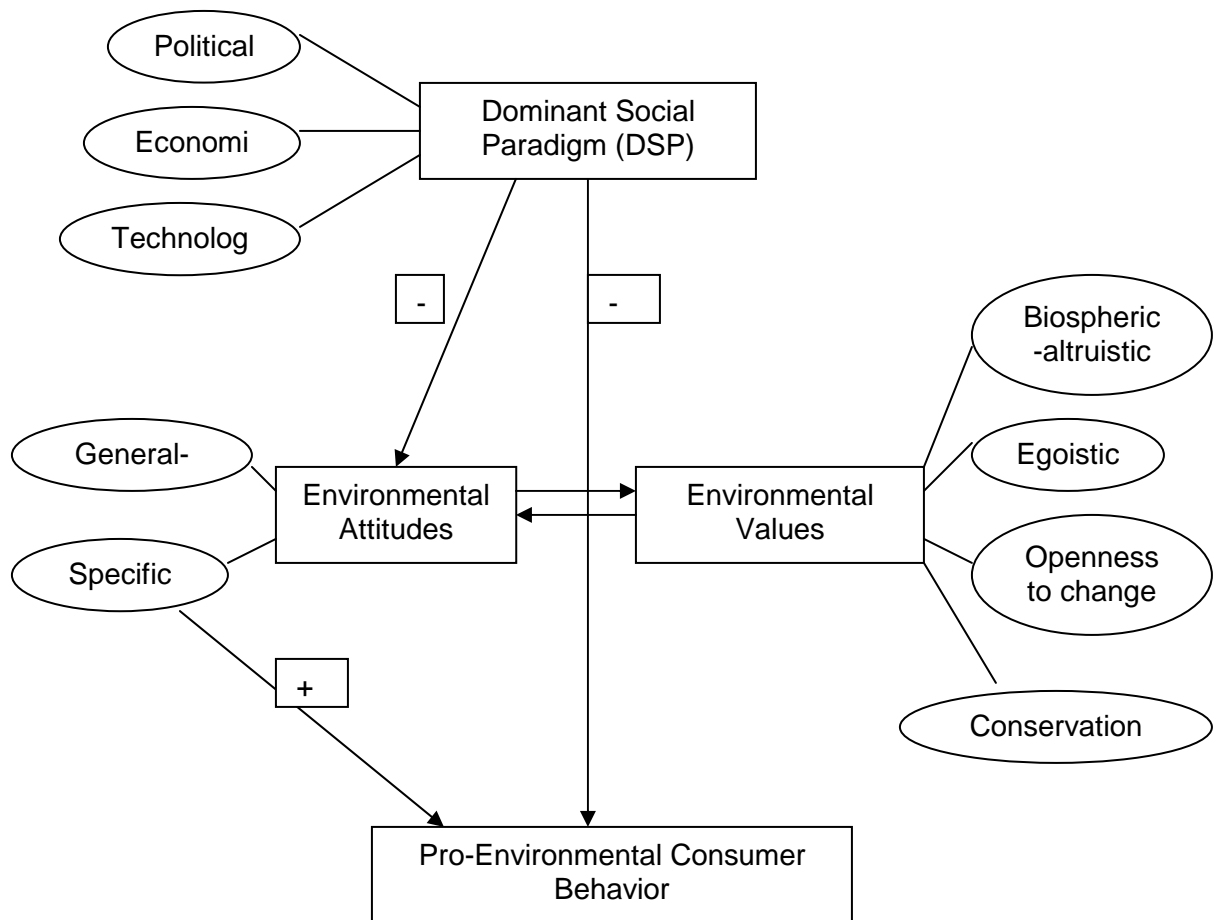 Political
Dominant Social
Paradigm (DSP)
Economi
Technolog
-
-
Biospheric
-altruistic
General-
Egoistic
Environmental
Attitudes
Environmental
Values
Specific
Openness
to change
+
Conservation
Pro-Environmental Consumer
Behavior